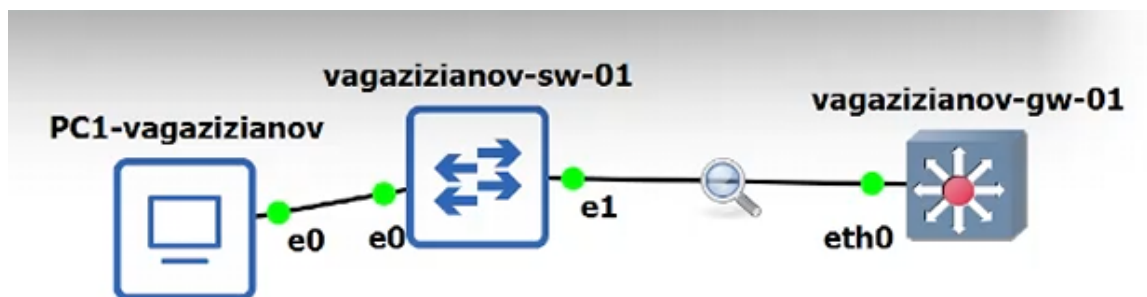 vagazizianov-sw-01
vagazizianov-gw-01
PC1-vagazizianov
e0
e0
e1
eth0